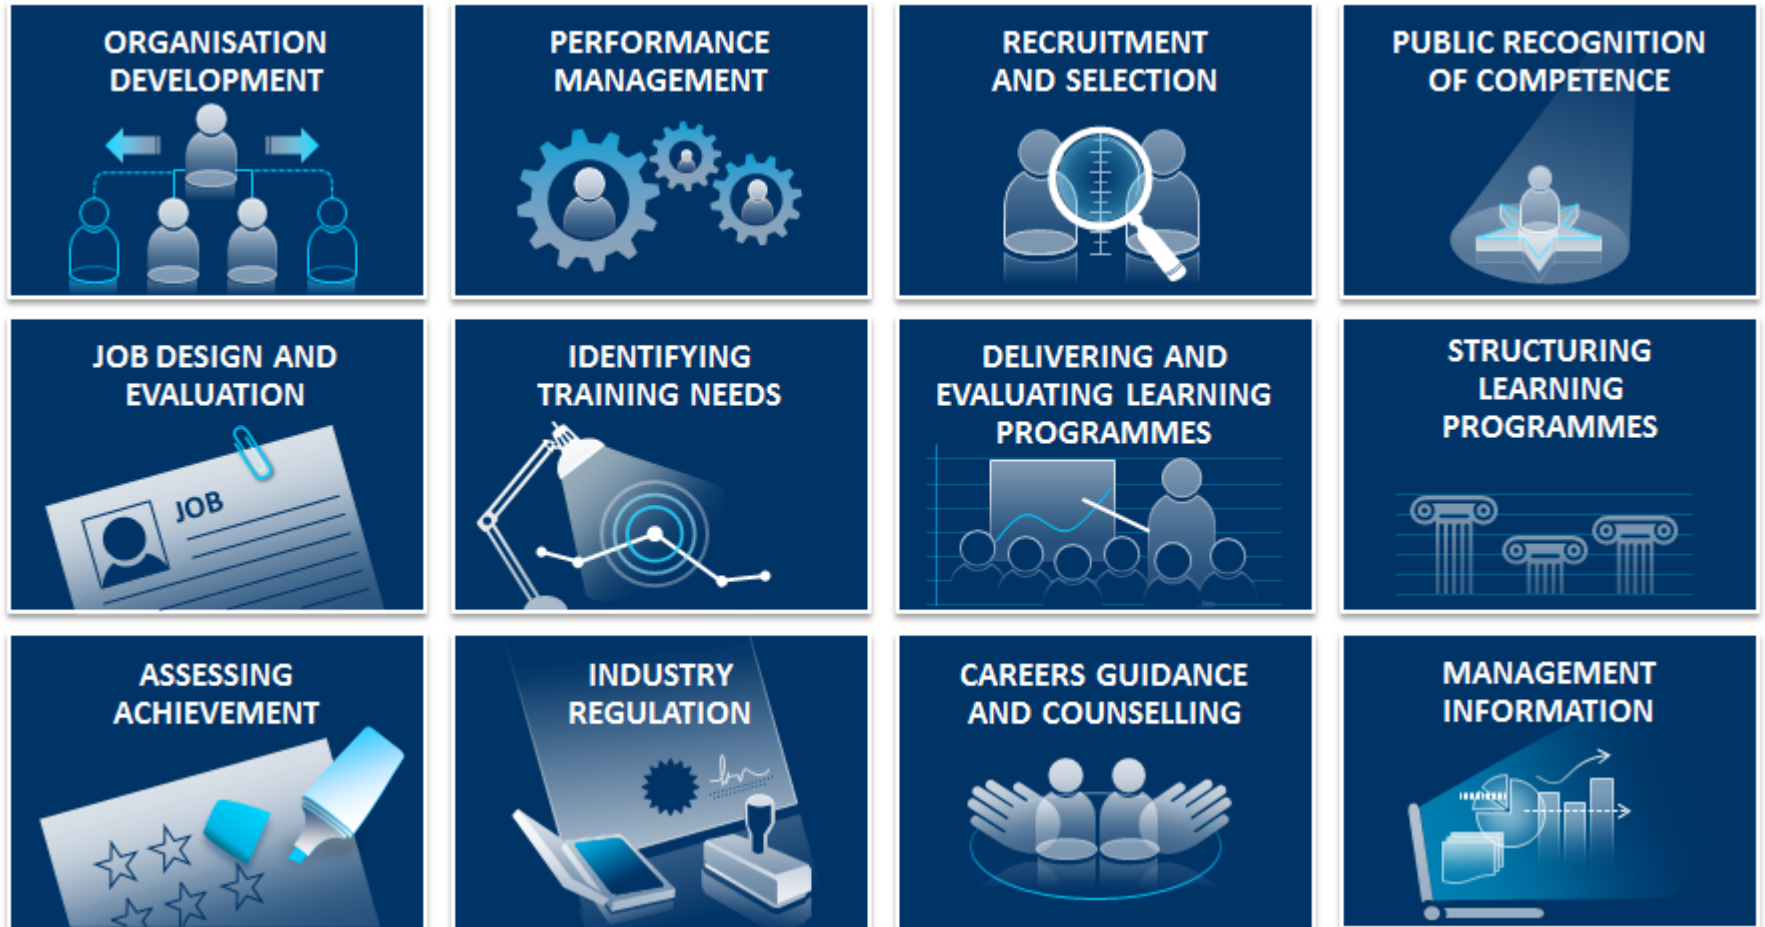 ORGANISATION
DEVELOPMENT
PERFORMANCE
MANAGEMENT
RECRUITMENT
AND SELECTION
PUBLIC RECOGNITION
OF COMPETENCE
JOB DESIGN AND
EVALUATION
JOB
IDENTIFYING
TRAINING NEEDS
DELIVERING AND
EVALUATING LEARNING
PROGRAMMES
STRUCTURING
LEARNING
PROGRAMMES
ASSESSING
ACHIEVEMENT
INDUSTRY
REGULATION
CAREERS GUIDANCE
AND COUNSELLING
MANAGEMENT
INFORMATION